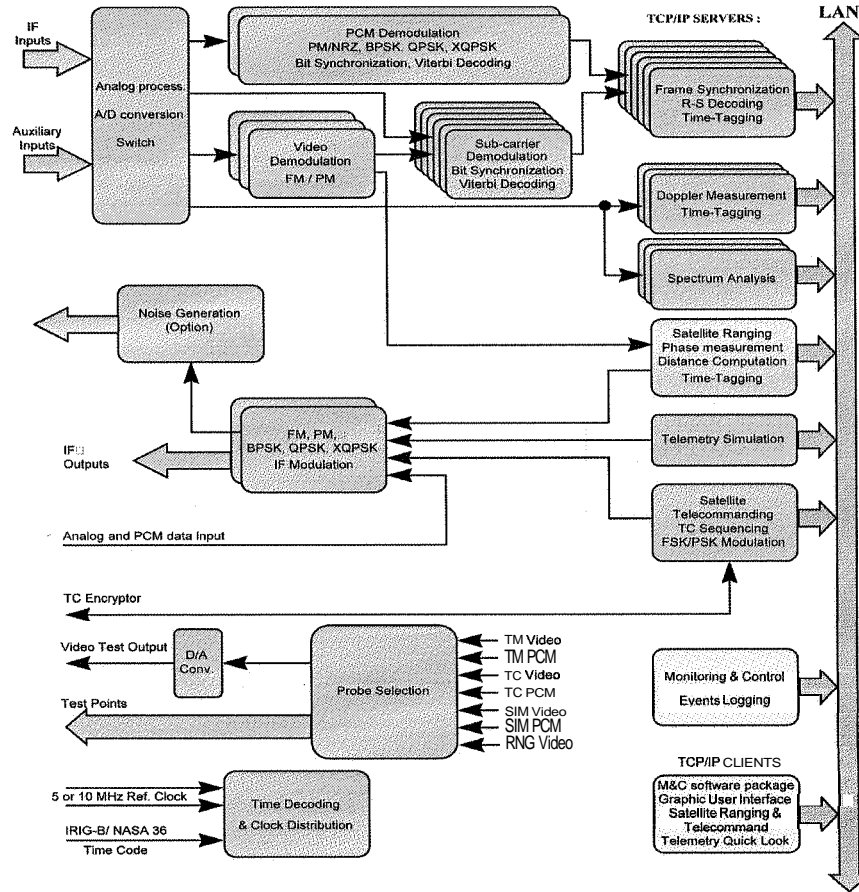 TCP/IP SERVERS :
LAN
IF
Inputs
Auxiliary
Inputs
Analog process.
A/D conversion
Switch
PCM Demodulation
PM/NRZ, BPSK, QPSK, XQPSK
Bit Synchronization, Viterbi Decoding
Video
Demodulation
FM / PM
Sub-carrier
Demodulation
Bit Synchronization
Viterbi Decoding
Frame Synchronization
R-S Decoding
Time-Tagging
Doppler Measurement
Time-Tagging
Spectrum Analysis
Noise Generation
(Option)
Satellite Ranging
Phase measurement
Distance Computation
Time-Tagging
IF
Outputs
FM, PM,
BPSK, QPSK, XQPSK
IF Modulation
Telemetry Simulation
Analog and PCM data Input
Satellite
Telecommanding
TC Sequencing
FSK/PSK Modulation
TC Encryptor
Video Test Output
D/A
Conv.
Test Points
Probe Selection
TM Video
TM PCM
TC Video
TC PCM
SIM Video
SIM PCM
RNG Video
Monitoring & Control
Events Logging
TCP/IP CLIENTS
5 or 10 MHz Ref. Clock
IRIG-B/ NASA 36
Time Code
Time Decoding
& Clock Distribution
M&C software package
Graphic User Interface
Satellite Ranging &
Telecommand
Telemetry Quick Look